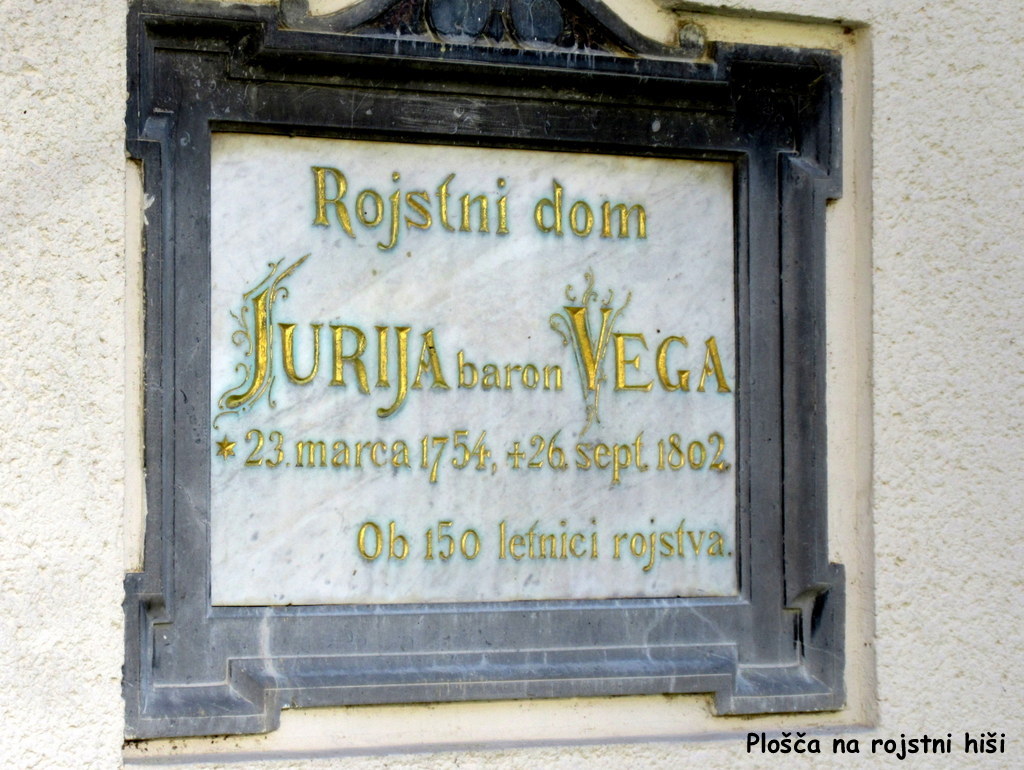 Rojstni dom
JURIJA baron VEGA
* 23. marca 1754, +26. sept. 1802.
Ob 150 letnici rojstva.
Plošča na rojstni hiši